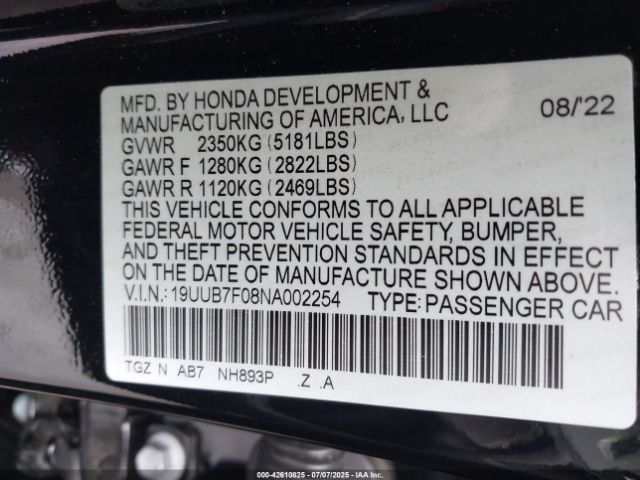 MFD. BY HONDA DEVELOPMENT &
MANUFACTURING OF AMERICA, LLC 08/'22
GVWR 2350KG (5181LBS)
GAWR F 1280KG (2822LBS)
GAWR R 1120KG (2469LBS)
THIS VEHICLE CONFORMS TO ALL APPLICABLE
FEDERAL MOTOR VEHICLE SAFETY, BUMPER,
AND THEFT PREVENTION STANDARDS IN EFFECT
ON THE DATE OF MANUFACTURE SHOWN ABOVE.
V.I.N.: 19UUB7F08NA002254 TYPE: PASSENGER CAR
TGZ N AB7 NH893P .Z .A
000-42610825 - 07/07/2025 - IAAI.COM